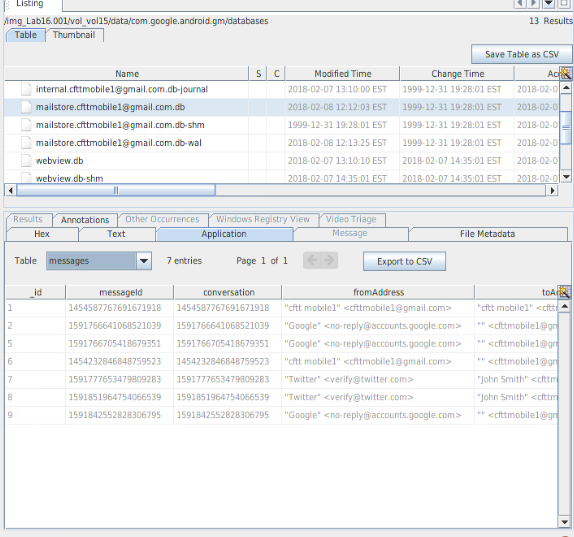 Listing
/img_Lab16.001/vol_vol15/data/com.google.android.gm/databases 13 Results
Table Thumbnail
Save Table as CSV
Name S C Modified Time Change Time
internal.cfttmobile1@gmail.com.db-journal 2018-02-07 13:10:00 EST 1999-12-31 19:28:01 EST 2018-02-0
mailstore.cfttmobile1@gmail.com.db 2018-02-08 12:12:03 EST 1999-12-31 19:28:01 EST 2018-02-0
mailstore.cfttmobile1@gmail.com.db-shm 1999-12-31 19:28:01 EST 1999-12-31 19:28:01 EST 2018-02-0
mailstore.cfttmobile1@gmail.com.db-wal 2018-02-08 12:13:25 EST 1999-12-31 19:28:01 EST 2018-02-0
webview.db 2018-02-07 13:10:10 EST 2018-02-07 14:35:01 EST 2018-02-0
webview.db-shm 2018-02-07 14:35:01 EST 2018-02-07 14:35:01 EST 2018-02-0
Results Annotations Other Occurrences Windows Registry View Video Triage
Hex Text Application Message File Metadata
Table messages 7 entries Page 1 of 1 Export to CSV
_id messageId conversation fromAddress
1 1454587767691671918 1454587767691671918 "cftt mobile1" <cfttmobile1@gmail.com> "cftt mobile1" <cf
2 1591766641068521039 1591766641068521039 "Google" <no-reply@accounts.google.com> "" <cfttmobile1@gm
5 1591766705418679351 1591766705418679351 "Google" <no-reply@accounts.google.com> "" <cfttmobile1@gm
6 1454232846848759523 1454232846848759523 "cftt mobile1" <cfttmobile1@gmail.com> "" <cfttmobile1@gm
7 1591777653479809283 1591777653479809283 "Twitter" <verify@twitter.com> "John Smith" <cfttm
8 1591851964754066539 1591851964754066539 "Twitter" <verify@twitter.com> "John Smith" <cfttm
9 1591842552828306795 1591842552828306795 "Google" <no-reply@accounts.google.com> "" <cfttmobile1@gm